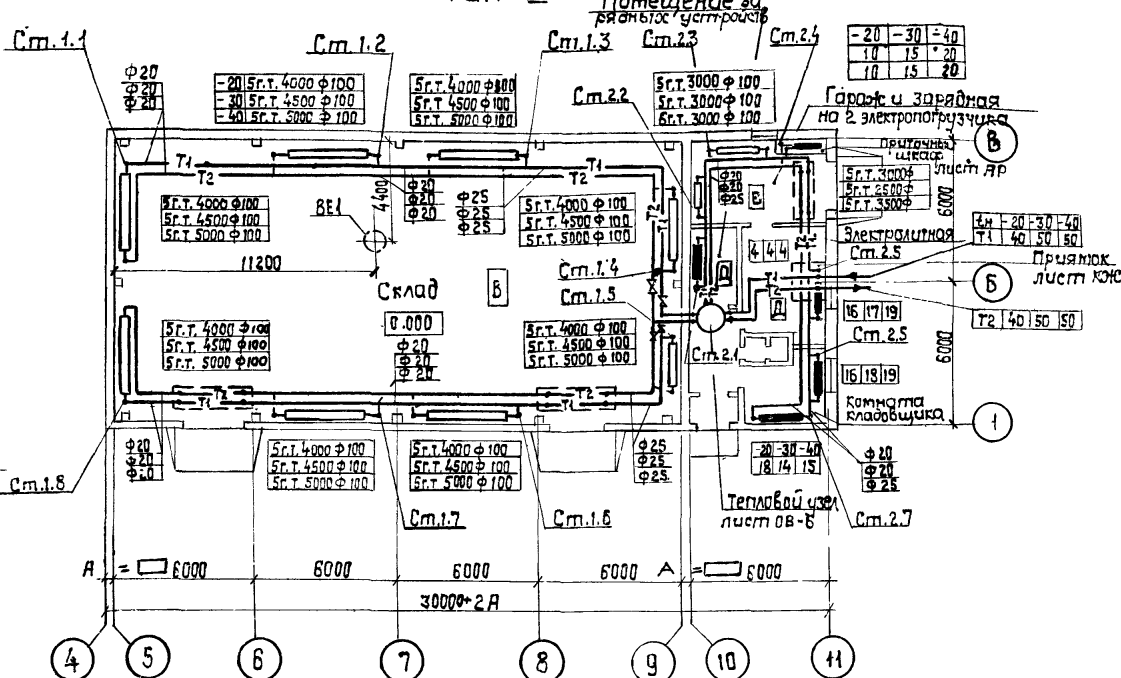 Помещение за
рядных устройств
Ст.1.1
Ст.1.2
Ст.1.3
Ст.2.3
Ст.2.4
-20 -30 -40
10 15 20
10 15 20
ф20
ф20
ф20
-20 5г.т. 4000 ф100
-30 5г.т. 4500 ф100
-40 5г.т. 5000 ф100
5г.т. 4000 ф100
5г.т. 4500 ф100
5г.т. 5000 ф100
5г.т. 3000 ф100
5г.т. 3000 ф100
6г.т. 3000 ф100
Ст.2.2
Гараж и зарядная
на 2 электропогрузчика
В
Приточный
шкаф
лист АР
Т1
Т2
Т1
Т2
5г.т. 3000ф
5г.т. 2500ф
5г.т. 3500ф
6000
5г.т. 4000 ф100
5г.т. 4500 ф100
5г.т. 5000 ф100
ВЕ1
4400
ф20
ф20
ф20
ф25
ф25
ф25
5г.т. 4000 ф100
5г.т. 4500 ф100
5г.т. 5000 ф100
Т2
Т1
ф20
ф20
ф25
Е
11200
Электролитная
tн -20 -30 -40
Т1 40 50 50
4 4 4
Ст.2.5
Приямок
лист КЖ
Ст.1.4
Склад
В
Д
Б
Ст.1.5
Т1
Т2
Д
16 17 19
Т2 40 50 50
0.000
5г.т. 4000 ф100
5г.т. 4500 ф100
5г.т. 5000 ф100
ф20
ф20
ф20
5г.т. 4000 ф100
5г.т. 4500 ф100
5г.т. 5000 ф100
Ст.2.1
Ст.2.5
6000
16 18 19
Т2
Т1
Т2
Т1
Комната
кладовщика
1
ф20
ф20
ф20
5г.т. 4000 ф100
5г.т. 4500 ф100
5г.т. 5000 ф100
5г.т. 4000 ф100
5г.т. 4500 ф100
5г.т. 5000 ф100
ф25
ф25
ф25
-20 -30 -40
18 14 15
ф20
ф20
ф25
Ст.1.8
Ст.1.7
Ст.1.6
Тепловой узел
лист ОВ-6
Ст.2.7
А = 6000
6000
6000
6000
А = 6000
30000+2А
4
5
6
7
8
9
10
11